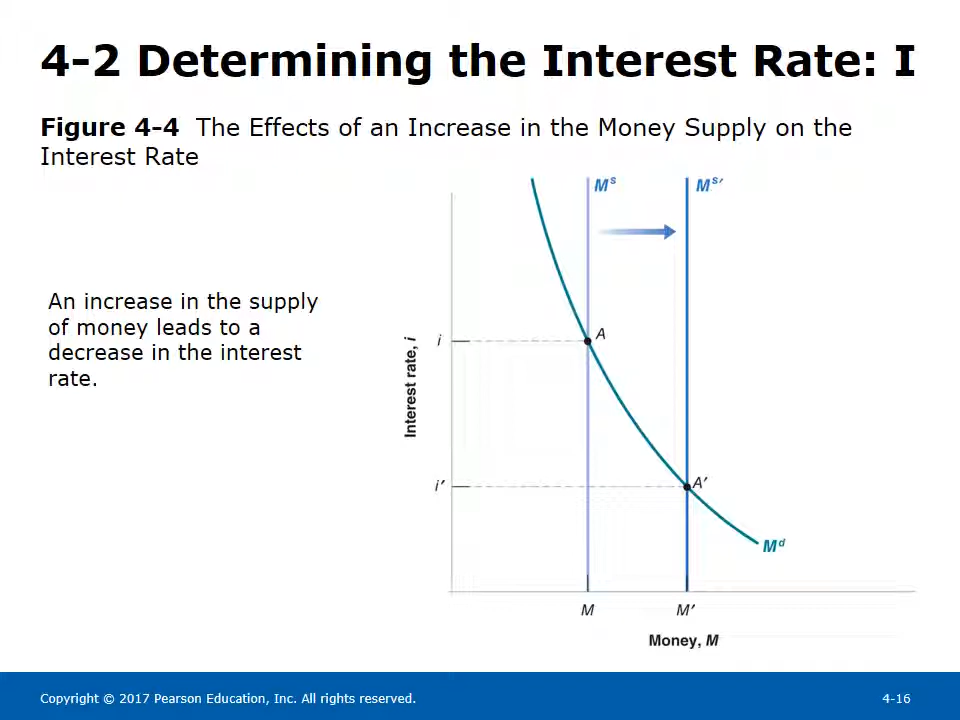 4-2 Determining the Interest Rate: I
Figure 4-4 The Effects of an Increase in the Money Supply on the
Interest Rate
An increase in the supply
of money leads to a
decrease in the interest
rate.
Mˢ
Mˢ′
A
i
Interest rate, i
i′
A′
Mᵈ
M
M′
Money, M
Copyright © 2017 Pearson Education, Inc. All rights reserved.
4-16